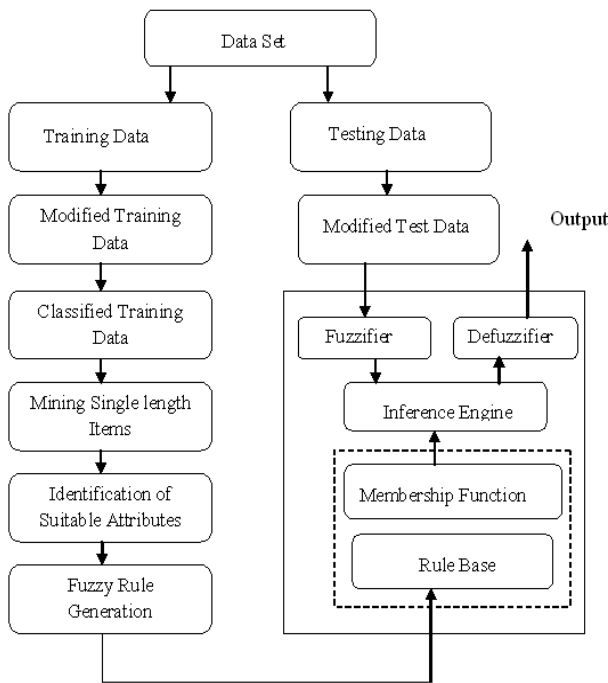 Data Set
Training Data
Testing Data
Modified Training
Data
Modified Test Data
Output
Classified Training
Data
Fuzzifier
Defuzzifier
Mining Single length
Items
Inference Engine
Identification of
Suitable Attributes
Membership Function
Fuzzy Rule
Generation
Rule Base